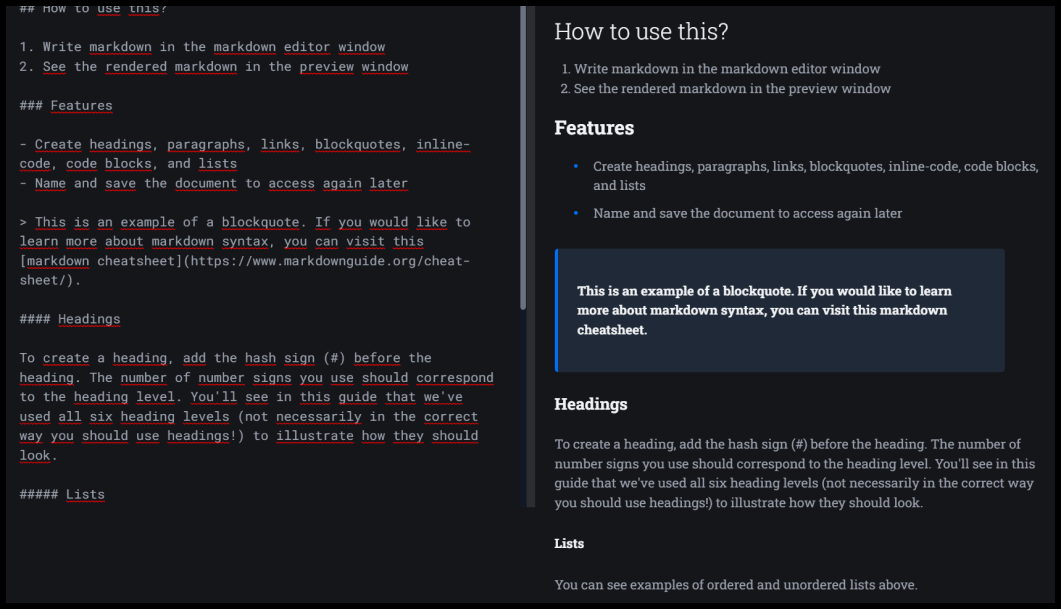 ## How to use this?
1. Write markdown in the markdown editor window
2. See the rendered markdown in the preview window
### Features
- Create headings, paragraphs, links, blockquotes, inline-
code, code blocks, and lists
- Name and save the document to access again later
> This is an example of a blockquote. If you would like to
learn more about markdown syntax, you can visit this
[markdown cheatsheet](https://www.markdownguide.org/cheat-
sheet/).
#### Headings
To create a heading, add the hash sign (#) before the
heading. The number of number signs you use should correspond
to the heading level. You'll see in this guide that we've
used all six heading levels (not necessarily in the correct
way you should use headings!) to illustrate how they should
look.
##### Lists
How to use this?
1. Write markdown in the markdown editor window
2. See the rendered markdown in the preview window
Features
• Create headings, paragraphs, links, blockquotes, inline-code, code blocks,
and lists
• Name and save the document to access again later
This is an example of a blockquote. If you would like to learn
more about markdown syntax, you can visit this markdown
cheatsheet.
Headings
To create a heading, add the hash sign (#) before the heading. The number of
number signs you use should correspond to the heading level. You'll see in this
guide that we've used all six heading levels (not necessarily in the correct way
you should use headings!) to illustrate how they should look.
Lists
You can see examples of ordered and unordered lists above.